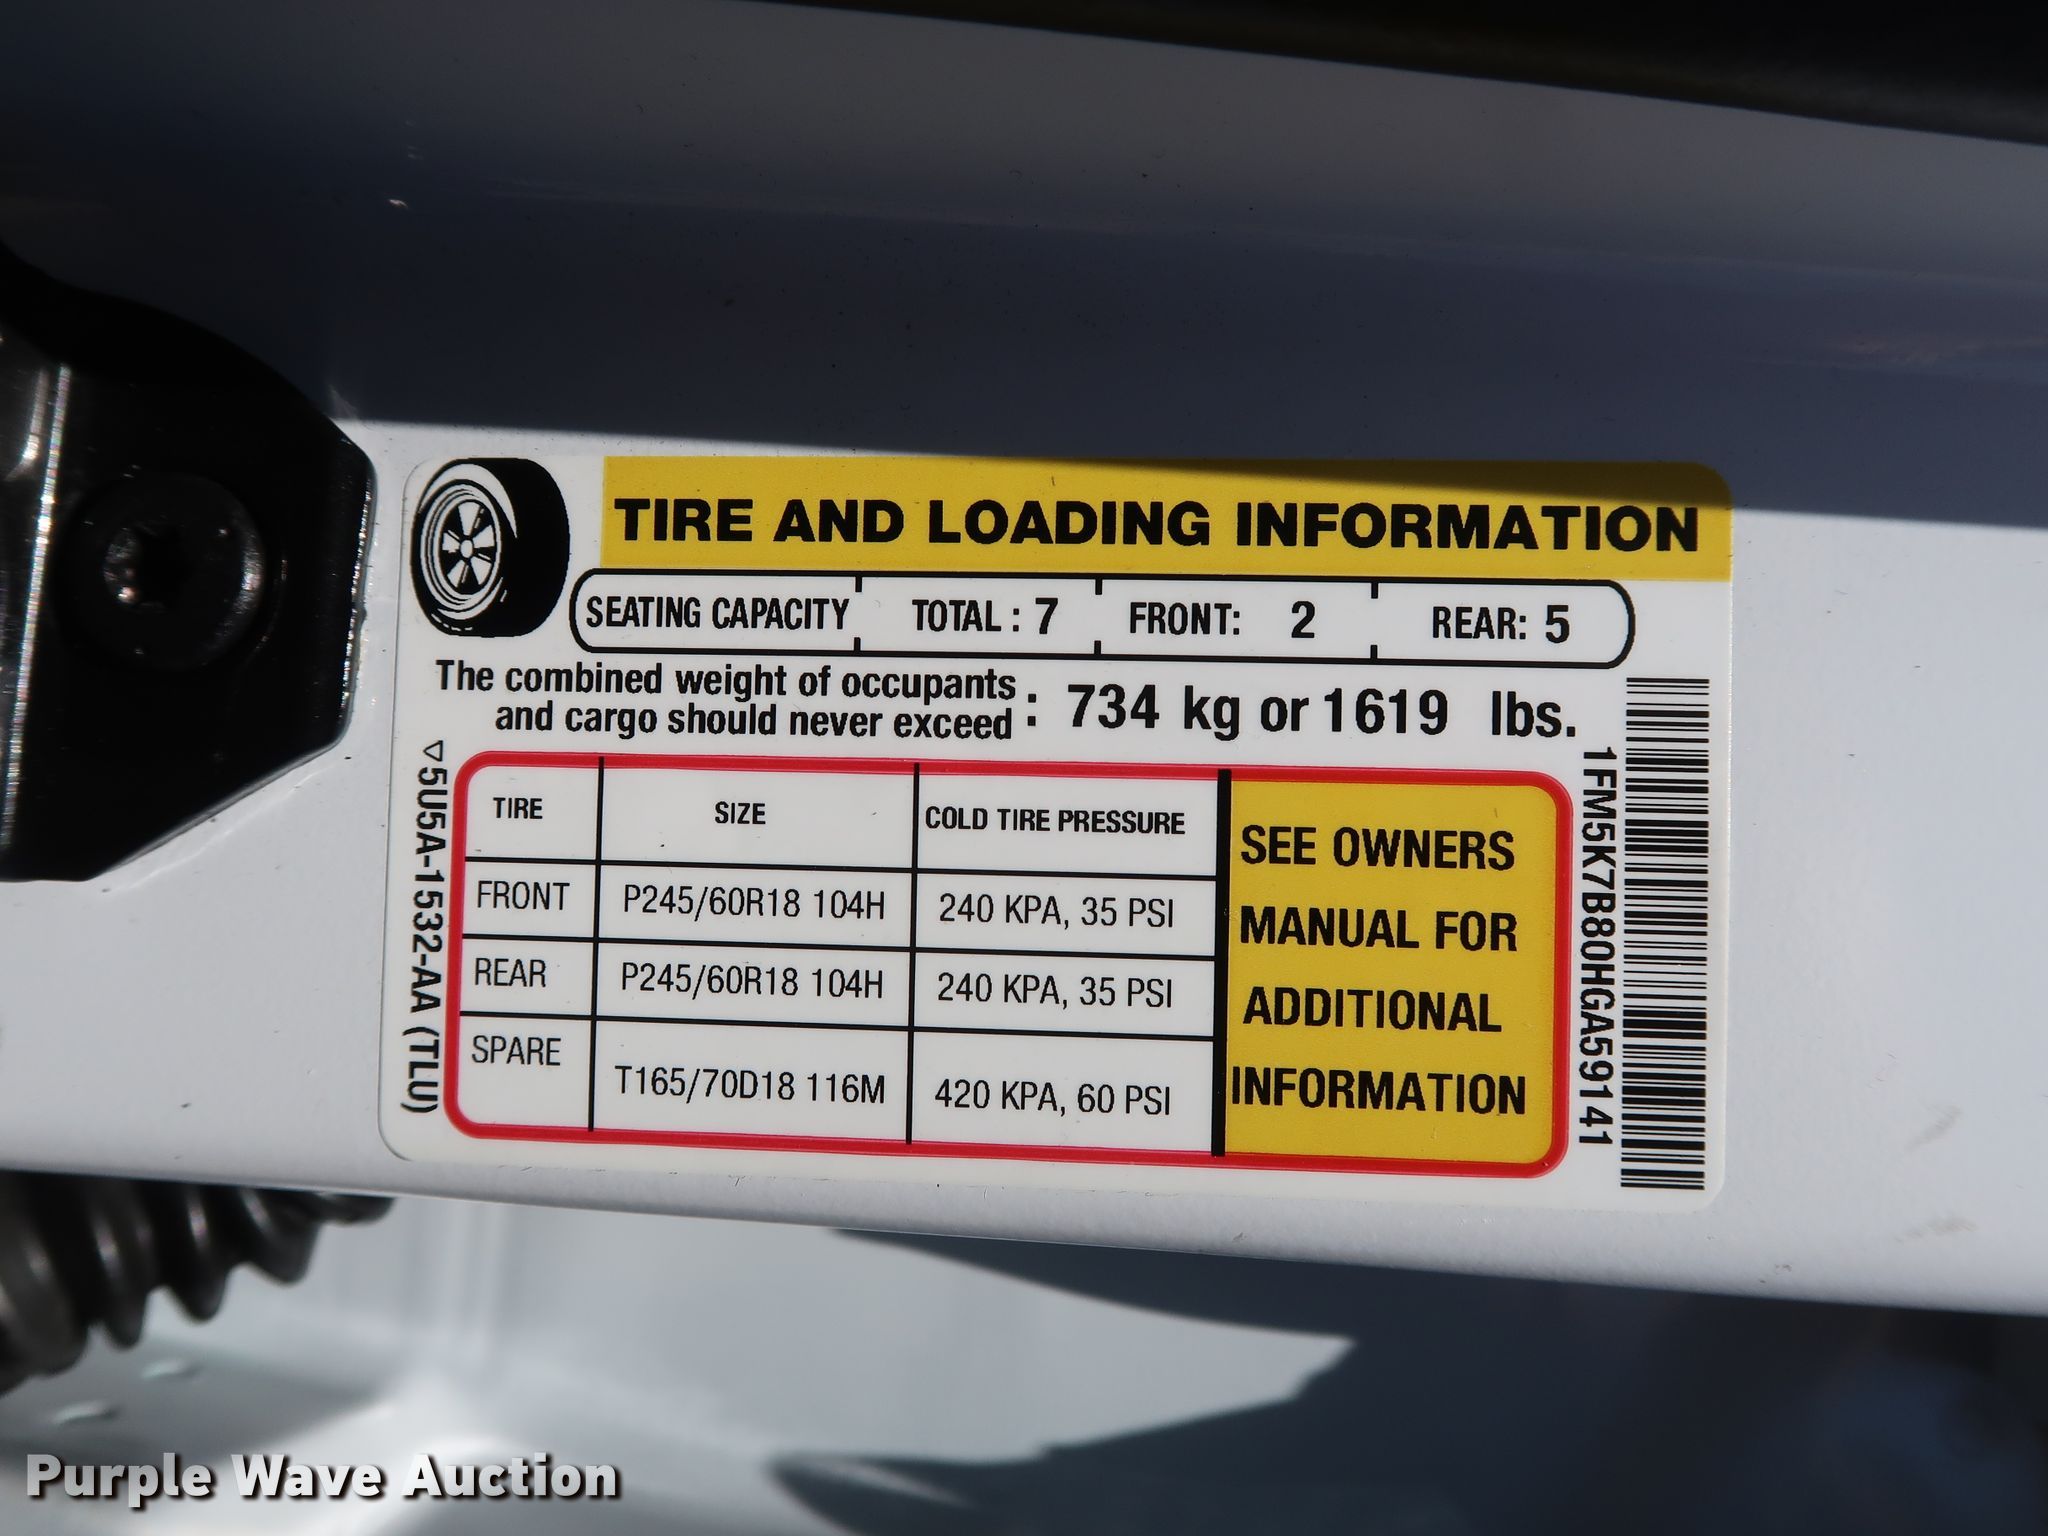 TIRE AND LOADING INFORMATION
SEATING CAPACITY TOTAL : 7 FRONT: 2 REAR: 5
The combined weight of occupants
and cargo should never exceed : 734 kg or 1619 lbs.
TIRE SIZE COLD TIRE PRESSURE
FRONT P245/60R18 104H 240 KPA, 35 PSI
REAR P245/60R18 104H 240 KPA, 35 PSI
SPARE T165/70D18 116M 420 KPA, 60 PSI
SEE OWNERS
MANUAL FOR
ADDITIONAL
INFORMATION
▽5U5A-1532-AA (TLU)
1FM5K7B80HGA59141
Purple Wave Auction